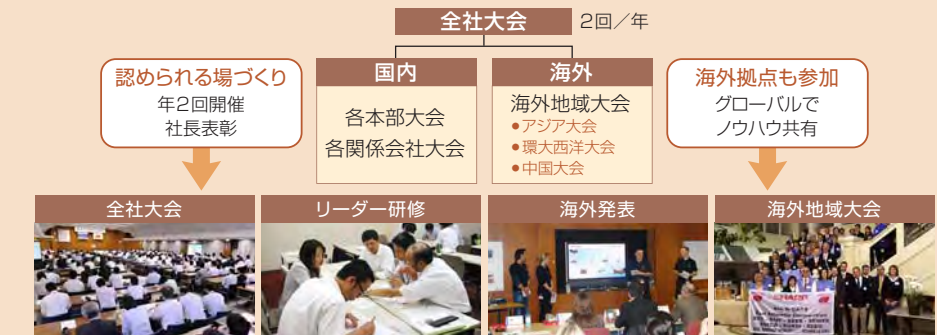 全社大会 2回／年
認められる場づくり
年2回開催
社長表彰
国内
各本部大会
各関係会社大会
海外
海外地域大会
●アジア大会
●環大西洋大会
●中国大会
海外拠点も参加
グローバルで
ノウハウ共有
全社大会
リーダー研修
海外発表
海外地域大会
SHARP